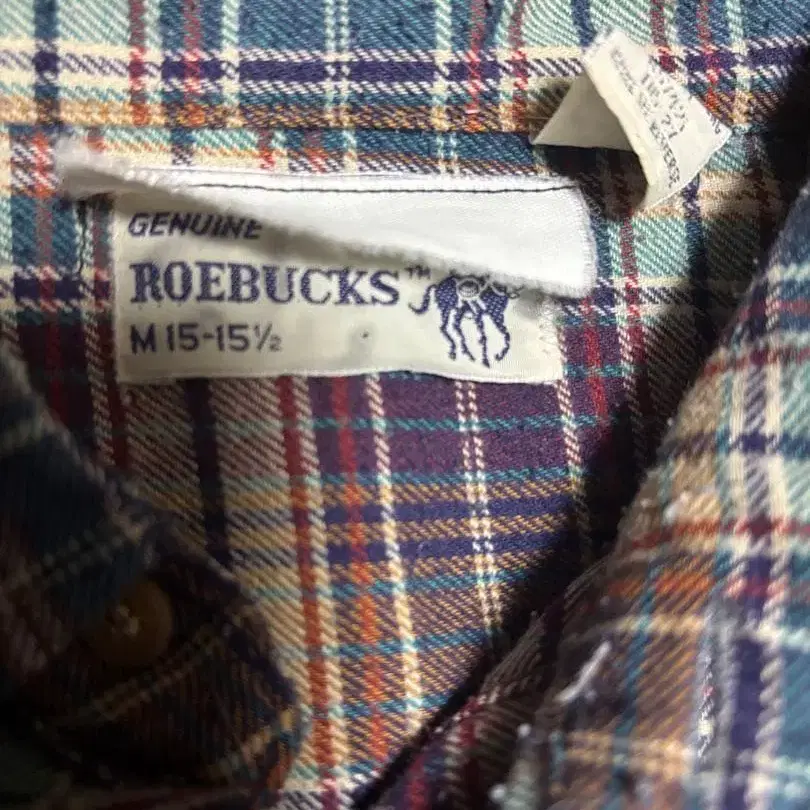 GENUINE
ROEBUCKS™
M 15-15½